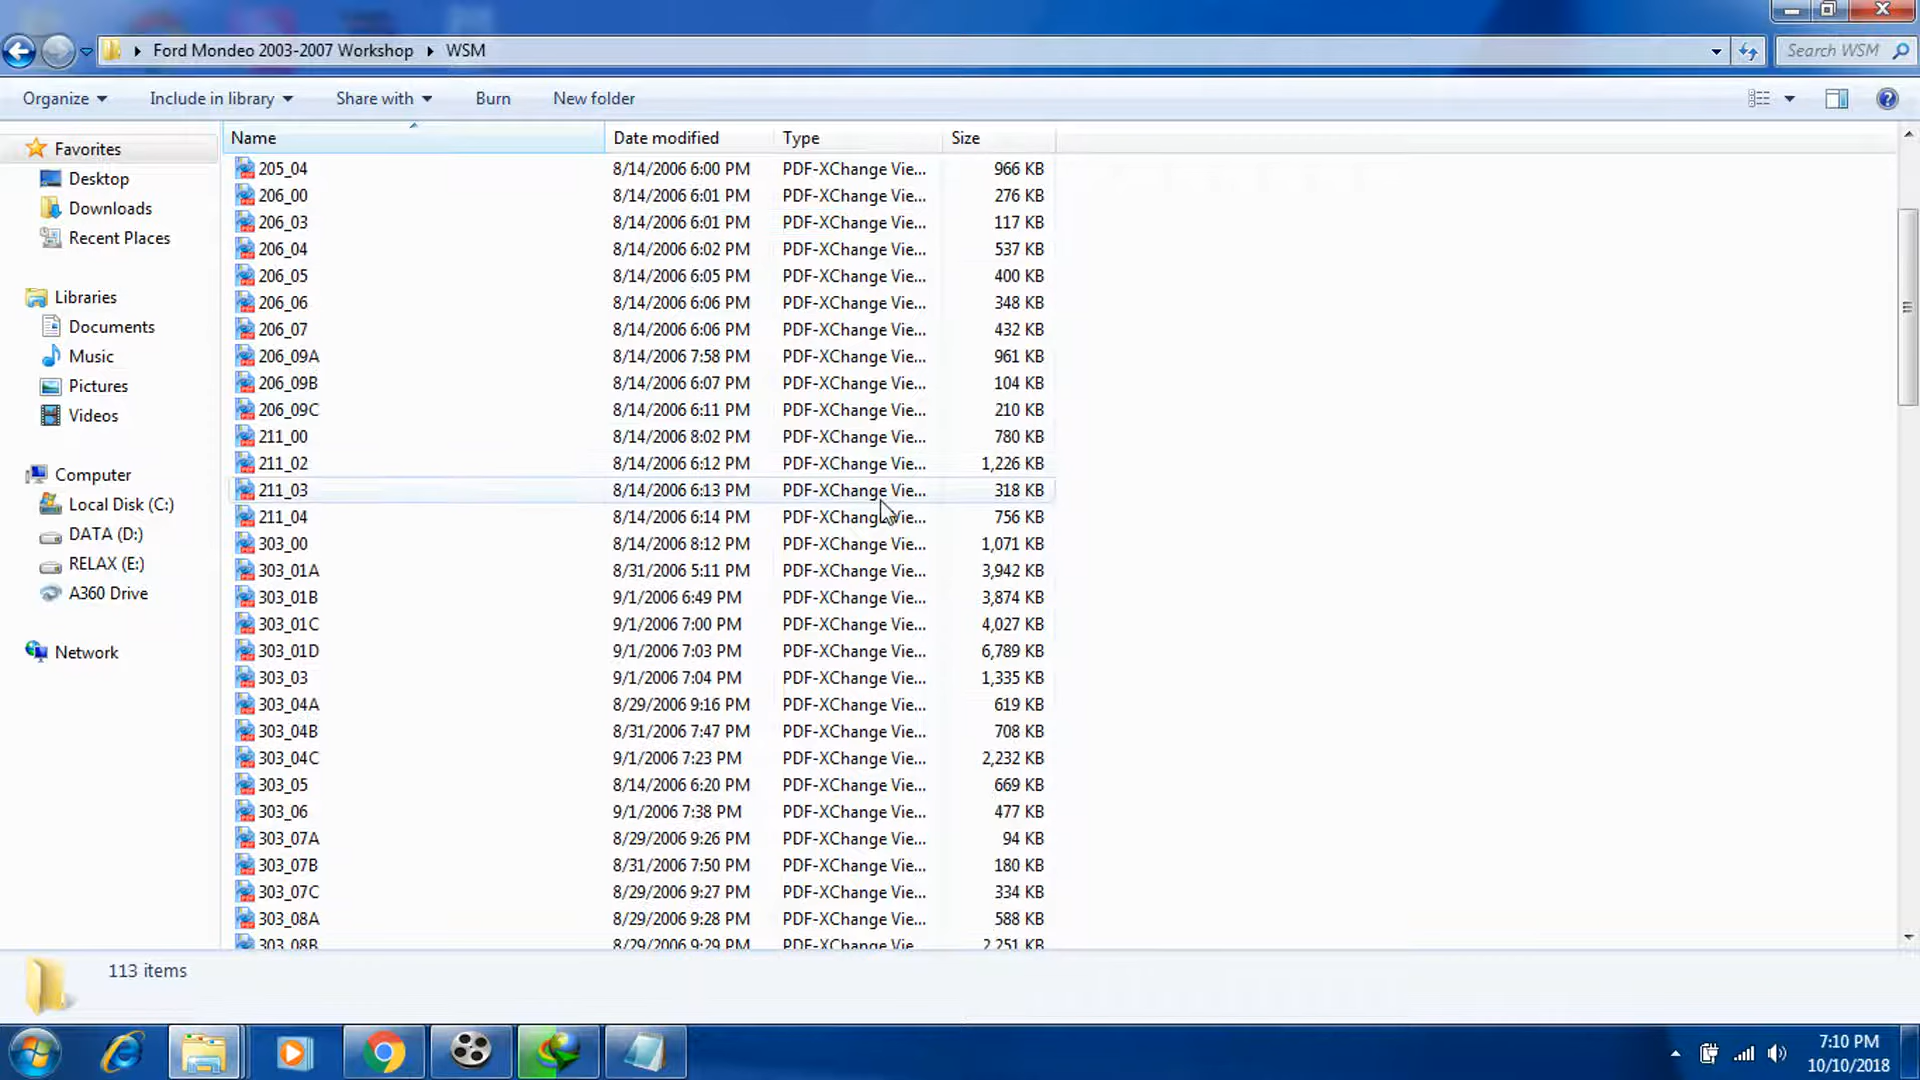 Ford Mondeo 2003-2007 Workshop WSM Search WSM
Organize Include in library Share with Burn New folder
Name Date modified Type Size
Favorites
Desktop
Downloads
Recent Places
Libraries
Documents
Music
Pictures
Videos
Computer
Local Disk (C:)
DATA (D:)
RELAX (E:)
A360 Drive
Network
205_04 8/14/2006 6:00 PM PDF-XChange Vie... 966 KB
206_00 8/14/2006 6:01 PM PDF-XChange Vie... 276 KB
206_03 8/14/2006 6:01 PM PDF-XChange Vie... 117 KB
206_04 8/14/2006 6:02 PM PDF-XChange Vie... 537 KB
206_05 8/14/2006 6:05 PM PDF-XChange Vie... 400 KB
206_06 8/14/2006 6:06 PM PDF-XChange Vie... 348 KB
206_07 8/14/2006 6:06 PM PDF-XChange Vie... 432 KB
206_09A 8/14/2006 7:58 PM PDF-XChange Vie... 961 KB
206_09B 8/14/2006 6:07 PM PDF-XChange Vie... 104 KB
206_09C 8/14/2006 6:11 PM PDF-XChange Vie... 210 KB
211_00 8/14/2006 8:02 PM PDF-XChange Vie... 780 KB
211_02 8/14/2006 6:12 PM PDF-XChange Vie... 1,226 KB
211_03 8/14/2006 6:13 PM PDF-XChange Vie... 318 KB
211_04 8/14/2006 6:14 PM PDF-XChange Vie... 756 KB
303_00 8/14/2006 8:12 PM PDF-XChange Vie... 1,071 KB
303_01A 8/31/2006 5:11 PM PDF-XChange Vie... 3,942 KB
303_01B 9/1/2006 6:49 PM PDF-XChange Vie... 3,874 KB
303_01C 9/1/2006 7:00 PM PDF-XChange Vie... 4,027 KB
303_01D 9/1/2006 7:03 PM PDF-XChange Vie... 6,789 KB
303_03 9/1/2006 7:04 PM PDF-XChange Vie... 1,335 KB
303_04A 8/29/2006 9:16 PM PDF-XChange Vie... 619 KB
303_04B 8/31/2006 7:47 PM PDF-XChange Vie... 708 KB
303_04C 9/1/2006 7:23 PM PDF-XChange Vie... 2,232 KB
303_05 8/14/2006 6:20 PM PDF-XChange Vie... 669 KB
303_06 9/1/2006 7:38 PM PDF-XChange Vie... 477 KB
303_07A 8/29/2006 9:26 PM PDF-XChange Vie... 94 KB
303_07B 8/31/2006 7:50 PM PDF-XChange Vie... 180 KB
303_07C 8/29/2006 9:27 PM PDF-XChange Vie... 334 KB
303_08A 8/29/2006 9:28 PM PDF-XChange Vie... 588 KB
303_08B 8/29/2006 9:29 PM PDF-XChange Vie... 2,251 KB
113 items
7:10 PM
10/10/2018